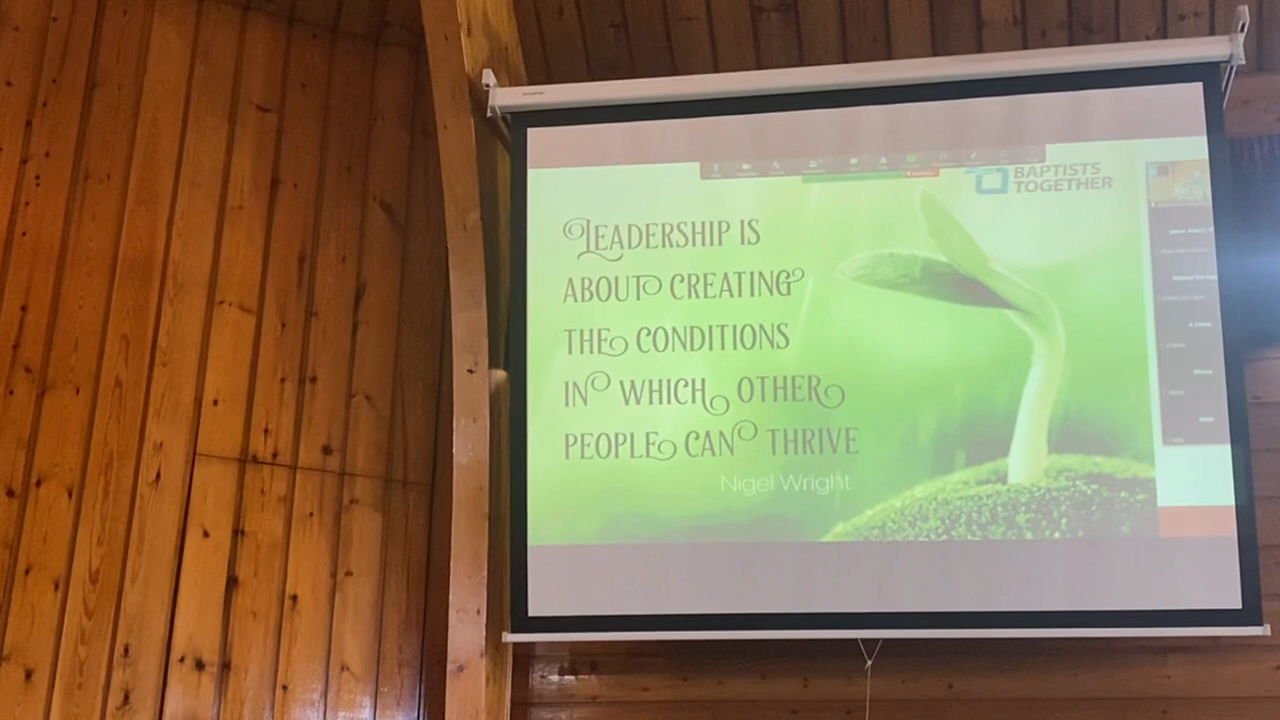 BAPTISTS
TOGETHER
LEADERSHIP IS
ABOUT CREATING
THE CONDITIONS
IN WHICH OTHER
PEOPLE CAN THRIVE
Nigel Wright